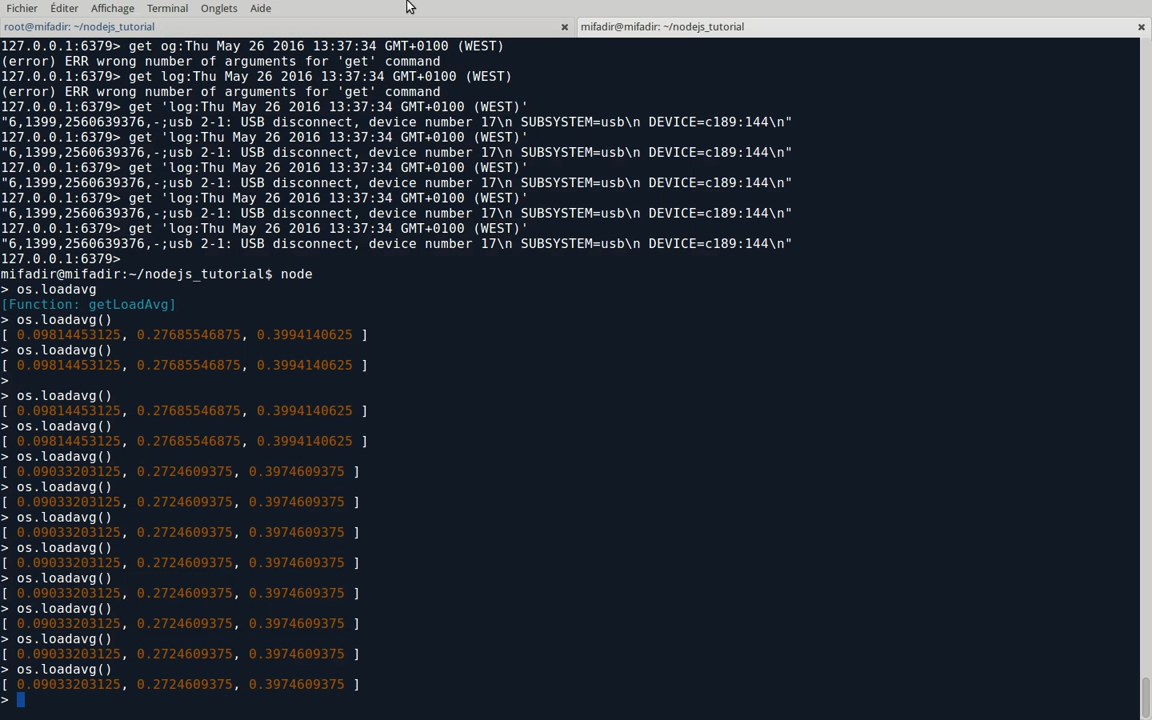 Fichier Éditer Affichage Terminal Onglets Aide
root@mifadir: ~/nodejs_tutorial × mifadir@mifadir: ~/nodejs_tutorial ×
127.0.0.1:6379> get og:Thu May 26 2016 13:37:34 GMT+0100 (WEST)
(error) ERR wrong number of arguments for 'get' command
127.0.0.1:6379> get log:Thu May 26 2016 13:37:34 GMT+0100 (WEST)
(error) ERR wrong number of arguments for 'get' command
127.0.0.1:6379> get 'log:Thu May 26 2016 13:37:34 GMT+0100 (WEST)'
"6,1399,2560639376,-;usb 2-1: USB disconnect, device number 17\n SUBSYSTEM=usb\n DEVICE=c189:144\n"
127.0.0.1:6379> get 'log:Thu May 26 2016 13:37:34 GMT+0100 (WEST)'
"6,1399,2560639376,-;usb 2-1: USB disconnect, device number 17\n SUBSYSTEM=usb\n DEVICE=c189:144\n"
127.0.0.1:6379> get 'log:Thu May 26 2016 13:37:34 GMT+0100 (WEST)'
"6,1399,2560639376,-;usb 2-1: USB disconnect, device number 17\n SUBSYSTEM=usb\n DEVICE=c189:144\n"
127.0.0.1:6379> get 'log:Thu May 26 2016 13:37:34 GMT+0100 (WEST)'
"6,1399,2560639376,-;usb 2-1: USB disconnect, device number 17\n SUBSYSTEM=usb\n DEVICE=c189:144\n"
127.0.0.1:6379> get 'log:Thu May 26 2016 13:37:34 GMT+0100 (WEST)'
"6,1399,2560639376,-;usb 2-1: USB disconnect, device number 17\n SUBSYSTEM=usb\n DEVICE=c189:144\n"
127.0.0.1:6379>
mifadir@mifadir:~/nodejs_tutorial$ node
> os.loadavg
[Function: getLoadAvg]
> os.loadavg()
[ 0.09814453125, 0.27685546875, 0.3994140625 ]
> os.loadavg()
[ 0.09814453125, 0.27685546875, 0.3994140625 ]
>
> os.loadavg()
[ 0.09814453125, 0.27685546875, 0.3994140625 ]
> os.loadavg()
[ 0.09814453125, 0.27685546875, 0.3994140625 ]
> os.loadavg()
[ 0.09033203125, 0.2724609375, 0.3974609375 ]
> os.loadavg()
[ 0.09033203125, 0.2724609375, 0.3974609375 ]
> os.loadavg()
[ 0.09033203125, 0.2724609375, 0.3974609375 ]
> os.loadavg()
[ 0.09033203125, 0.2724609375, 0.3974609375 ]
> os.loadavg()
[ 0.09033203125, 0.2724609375, 0.3974609375 ]
> os.loadavg()
[ 0.09033203125, 0.2724609375, 0.3974609375 ]
> os.loadavg()
[ 0.09033203125, 0.2724609375, 0.3974609375 ]
> os.loadavg()
[ 0.09033203125, 0.2724609375, 0.3974609375 ]
>